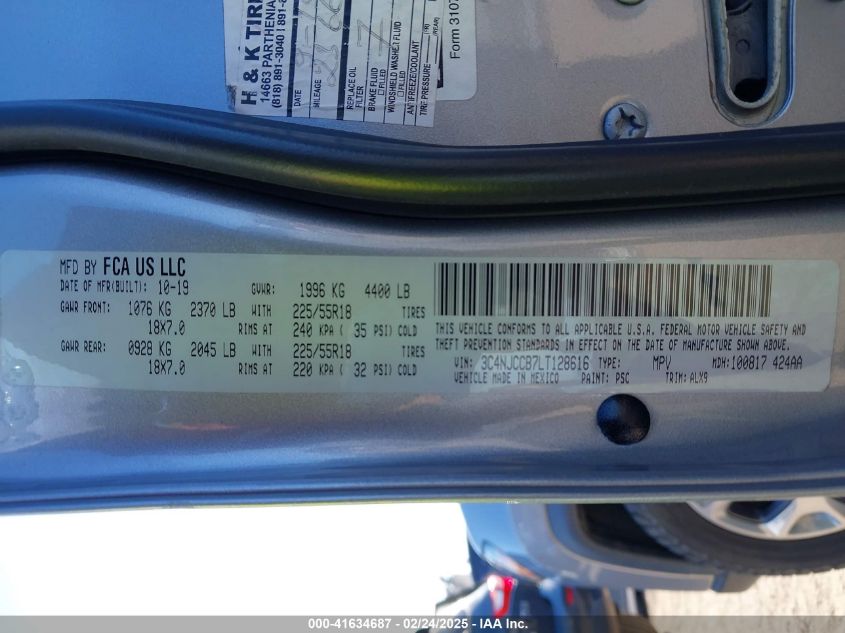 H & K TIRE
14663 PARTHENIA
(818) 891-3040 | 891-
DATE
MILEAGE
REPLACE OIL
FILTER
BRAKE FLUID
FILLED
WINDSHIELD WASHER FLUID
FILLED
ANTIFREEZE/COOLANT
TIRE PRESSURE
Form 3107
MFD BY FCA US LLC
DATE OF MFR(BUILT): 10-19 GVWR: 1996 KG 4400 LB
GAWR FRONT: 1076 KG 2370 LB WITH 225/55R18 TIRES
18X7.0 RIMS AT 240 KPA ( 35 PSI) COLD
GAWR REAR: 0928 KG 2045 LB WITH 225/55R18 TIRES
18X7.0 RIMS AT 220 KPA ( 32 PSI) COLD
THIS VEHICLE CONFORMS TO ALL APPLICABLE U.S.A. FEDERAL MOTOR VEHICLE SAFETY AND
THEFT PREVENTION STANDARDS IN EFFECT ON THE DATE OF MANUFACTURE SHOWN ABOVE.
VIN: 3C4NJCCB7LT128616 TYPE: MPV MDH: 100817 424AA
VEHICLE MADE IN MEXICO PAINT: PSC TRIM: ALX9
000-41634687 - 02/24/2025 - IAA Inc.